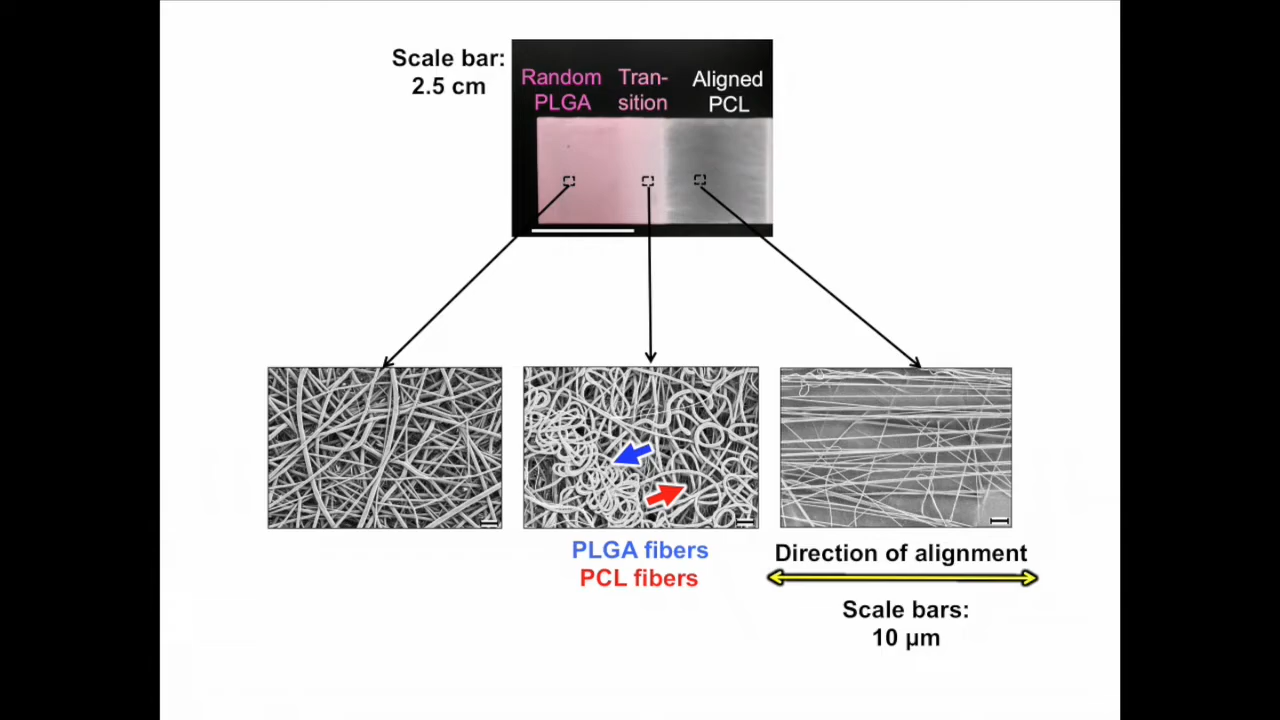 Scale bar:
2.5 cm
Random
PLGA
Tran-
sition
Aligned
PCL
PLGA fibers
PCL fibers
Direction of alignment
Scale bars:
10 µm